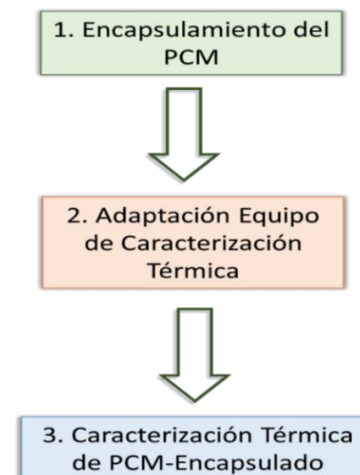 1. Encapsulamiento del
PCM
2. Adaptación Equipo
de Caracterización
Térmica
3. Caracterización Térmica
de PCM-Encapsulado